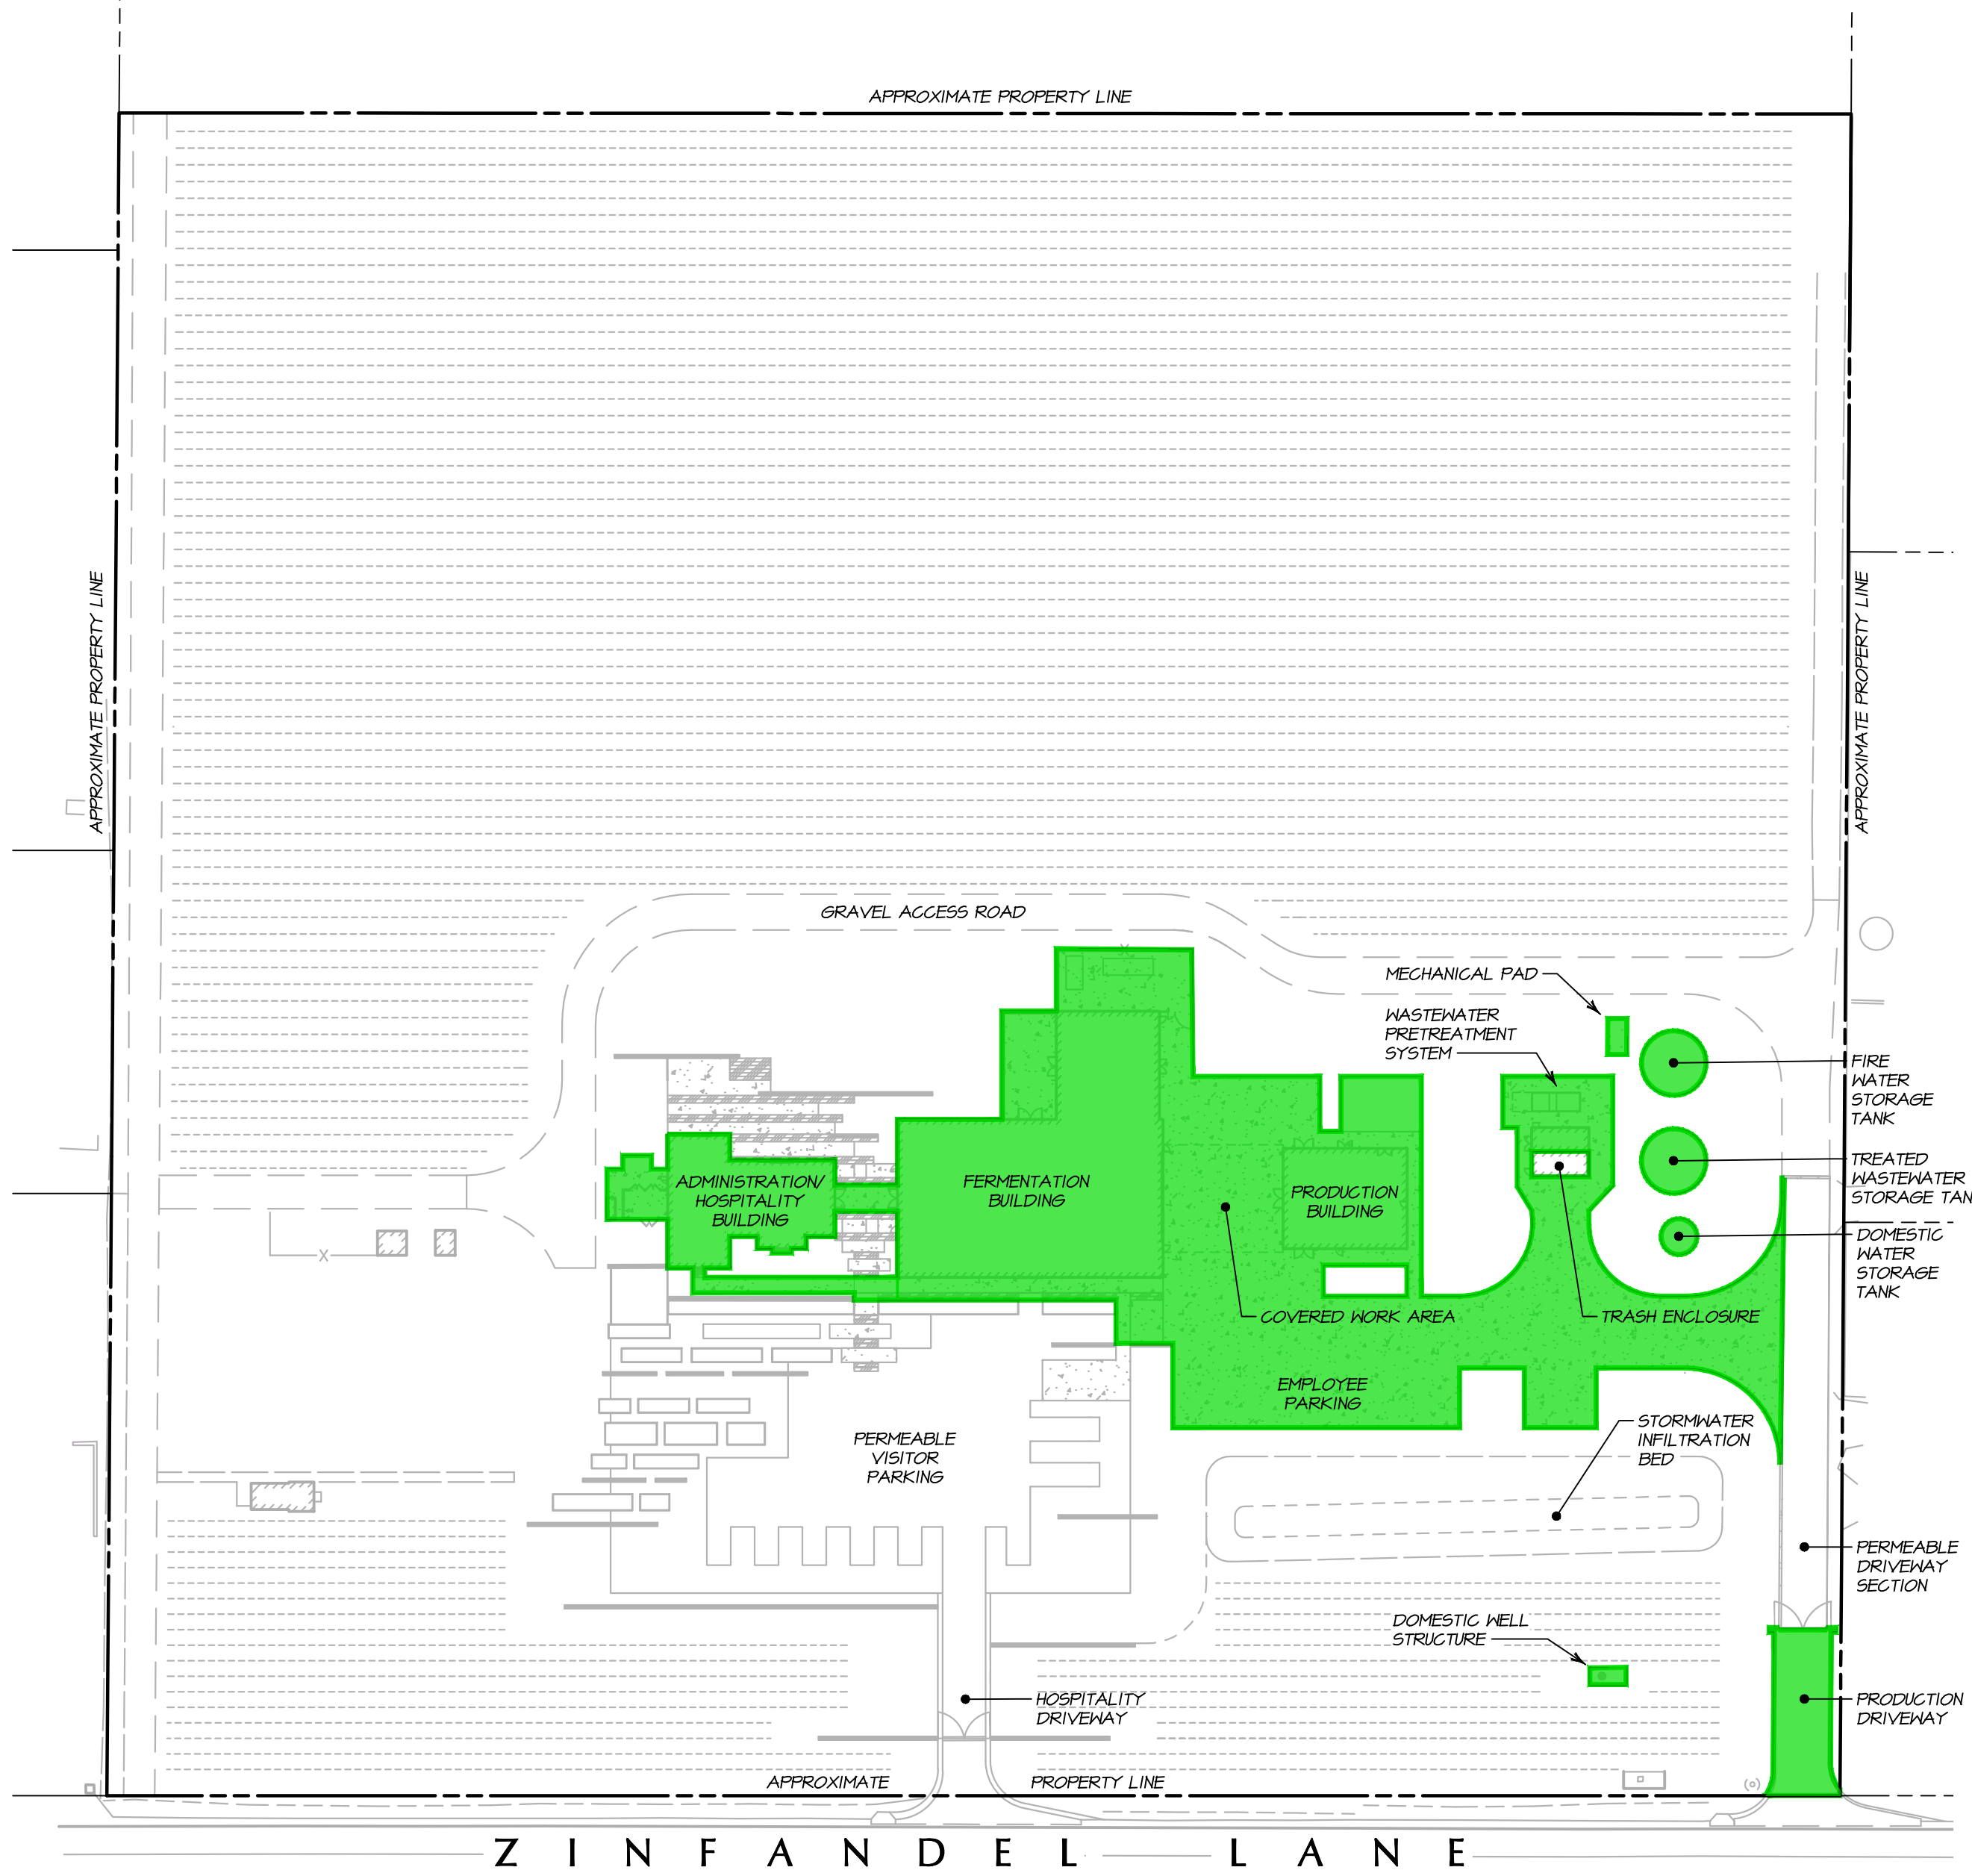 APPROXIMATE PROPERTY LINE
APPROXIMATE PROPERTY LINE
APPROXIMATE PROPERTY LINE
GRAVEL ACCESS ROAD
MECHANICAL PAD
WASTEWATER
PRETREATMENT
SYSTEM
FIRE
WATER
STORAGE
TANK
TREATED
WASTEWATER
STORAGE TAN
DOMESTIC
WATER
STORAGE
TANK
ADMINISTRATION/
HOSPITALITY
BUILDING
FERMENTATION
BUILDING
PRODUCTION
BUILDING
COVERED WORK AREA
TRASH ENCLOSURE
EMPLOYEE
PARKING
PERMEABLE
VISITOR
PARKING
STORMWATER
INFILTRATION
BED
PERMEABLE
DRIVEWAY
SECTION
DOMESTIC WELL
STRUCTURE
HOSPITALITY
DRIVEWAY
PRODUCTION
DRIVEWAY
APPROXIMATE PROPERTY LINE
ZINFANDEL LANE